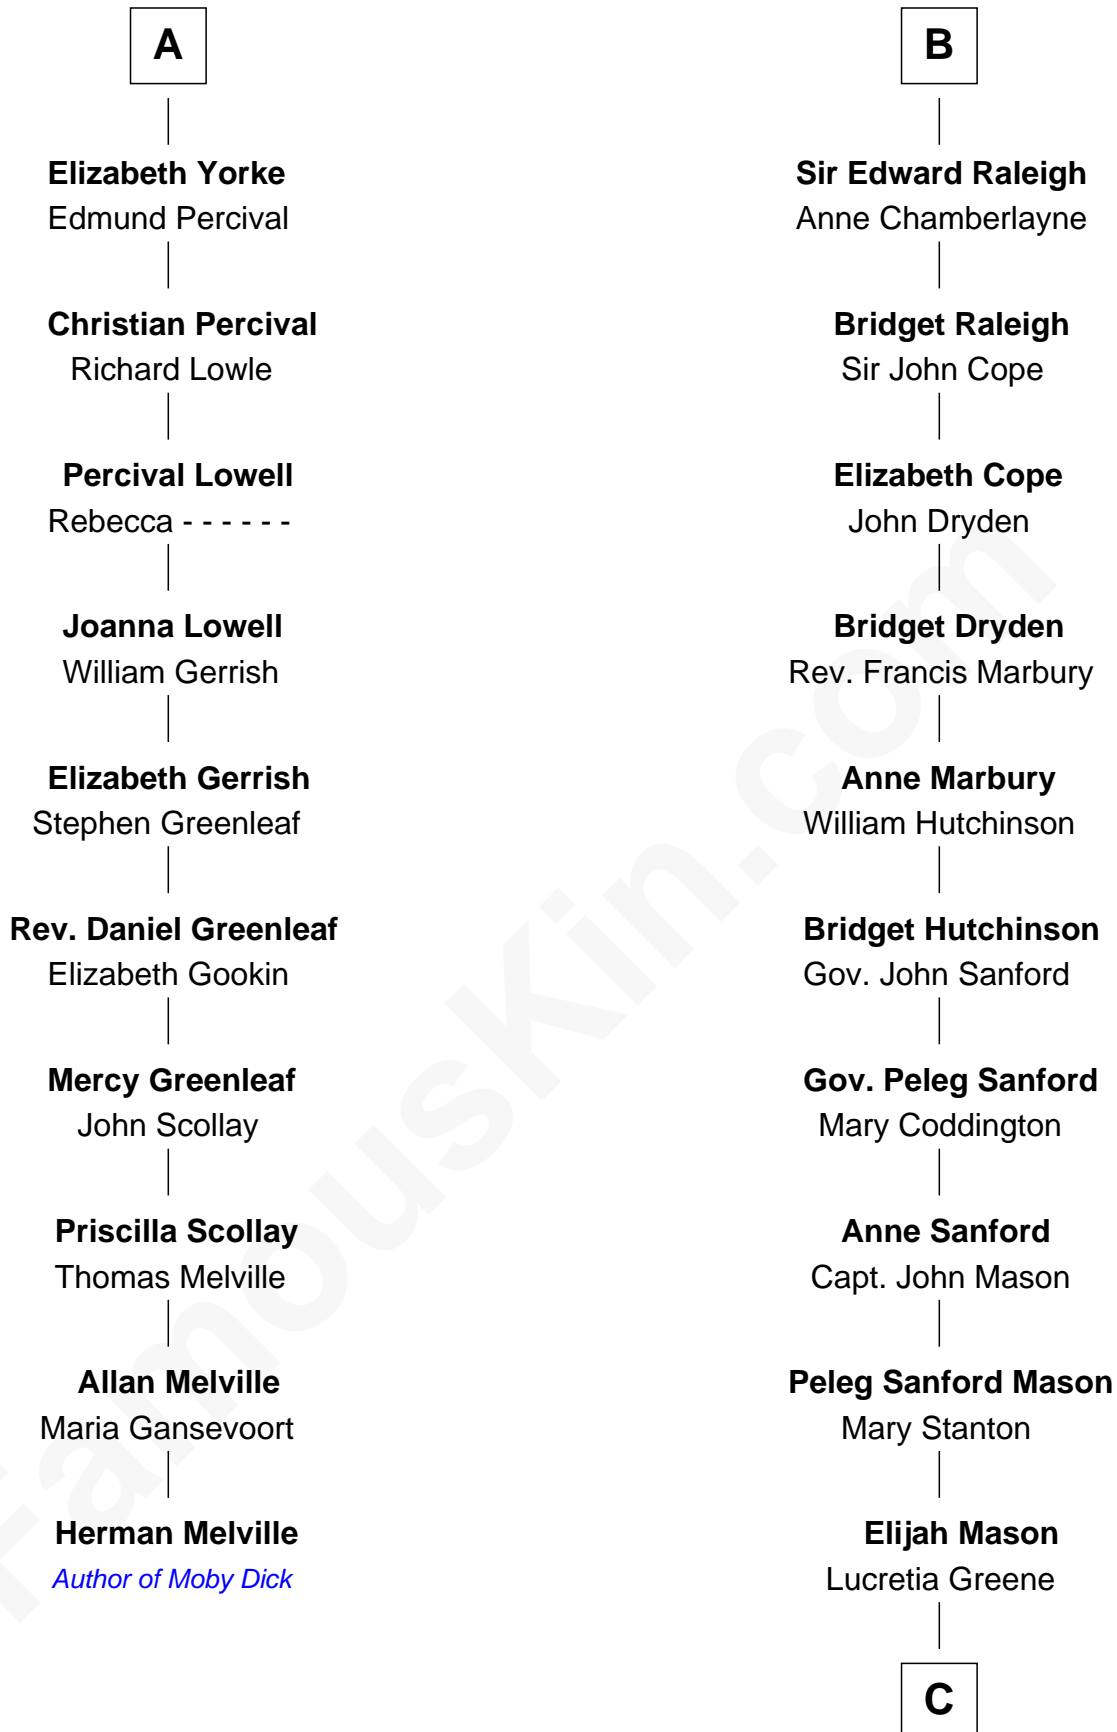 A
Elizabeth Yorke
Edmund Percival
Christian Percival
Richard Lowle
Percival Lowell
Rebecca - - - - - -
Joanna Lowell
William Gerrish
Elizabeth Gerrish
Stephen Greenleaf
Rev. Daniel Greenleaf
Elizabeth Gookin
Mercy Greenleaf
John Scollay
Priscilla Scollay
Thomas Melville
Allan Melville
Maria Gansevoort
Herman Melville
Author of Moby Dick
B
Sir Edward Raleigh
Anne Chamberlayne
Bridget Raleigh
Sir John Cope
Elizabeth Cope
John Dryden
Bridget Dryden
Rev. Francis Marbury
Anne Marbury
William Hutchinson
Bridget Hutchinson
Gov. John Sanford
Gov. Peleg Sanford
Mary Coddington
Anne Sanford
Capt. John Mason
Peleg Sanford Mason
Mary Stanton
Elijah Mason
Lucretia Greene
C
FamousKin.com